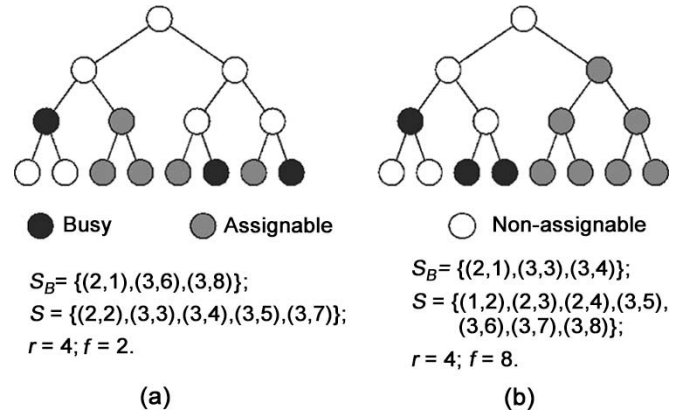 Busy
Assignable
Non-assignable
S_B = {(2,1),(3,6),(3,8)};
S = {(2,2),(3,3),(3,4),(3,5),(3,7)};
r = 4; f = 2.
(a)
S_B = {(2,1),(3,3),(3,4)};
S = {(1,2),(2,3),(2,4),(3,5),
(3,6),(3,7),(3,8)};
r = 4; f = 8.
(b)